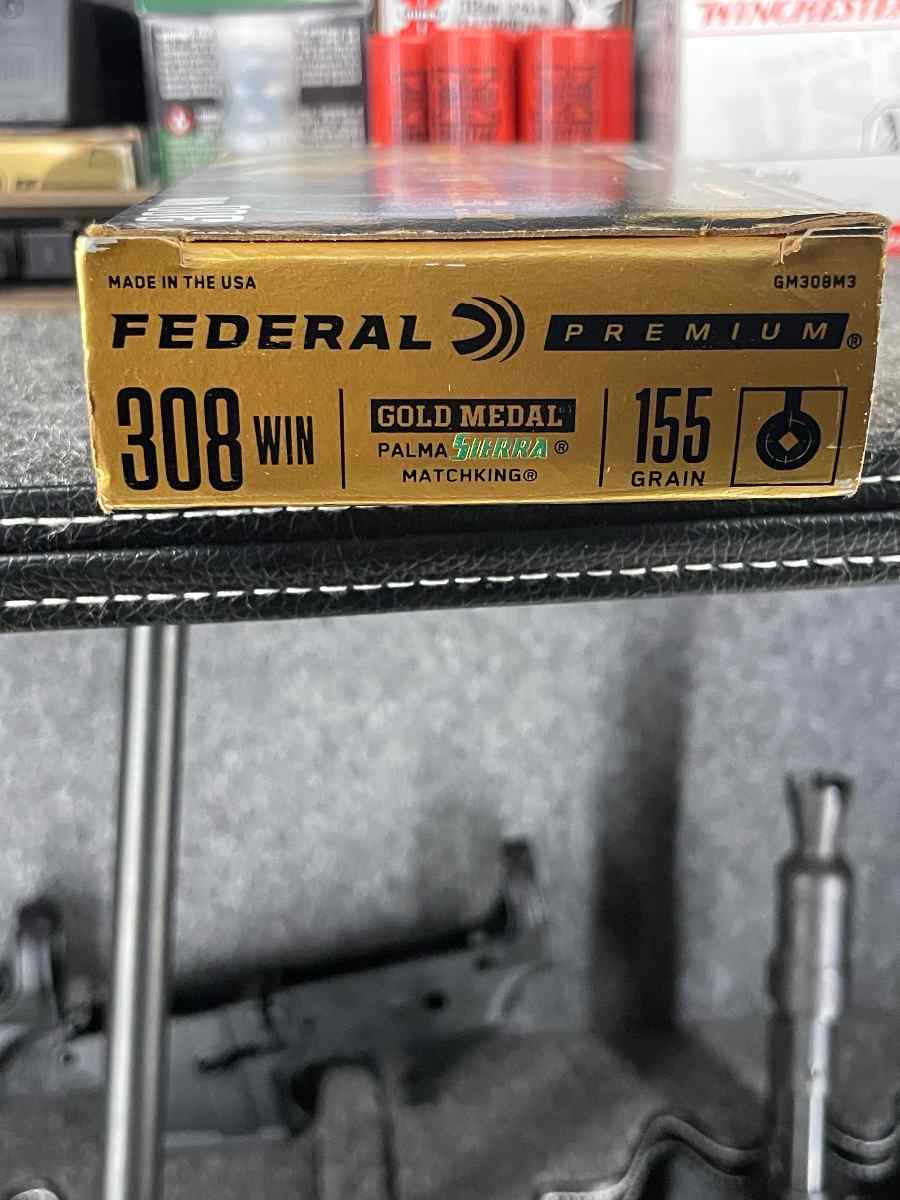 WINCHESTER
MADE IN THE USA
GM308M3
FEDERAL PREMIUM®
308 WIN
GOLD MEDAL
PALMA SIERRA®
MATCHKING®
155
GRAIN